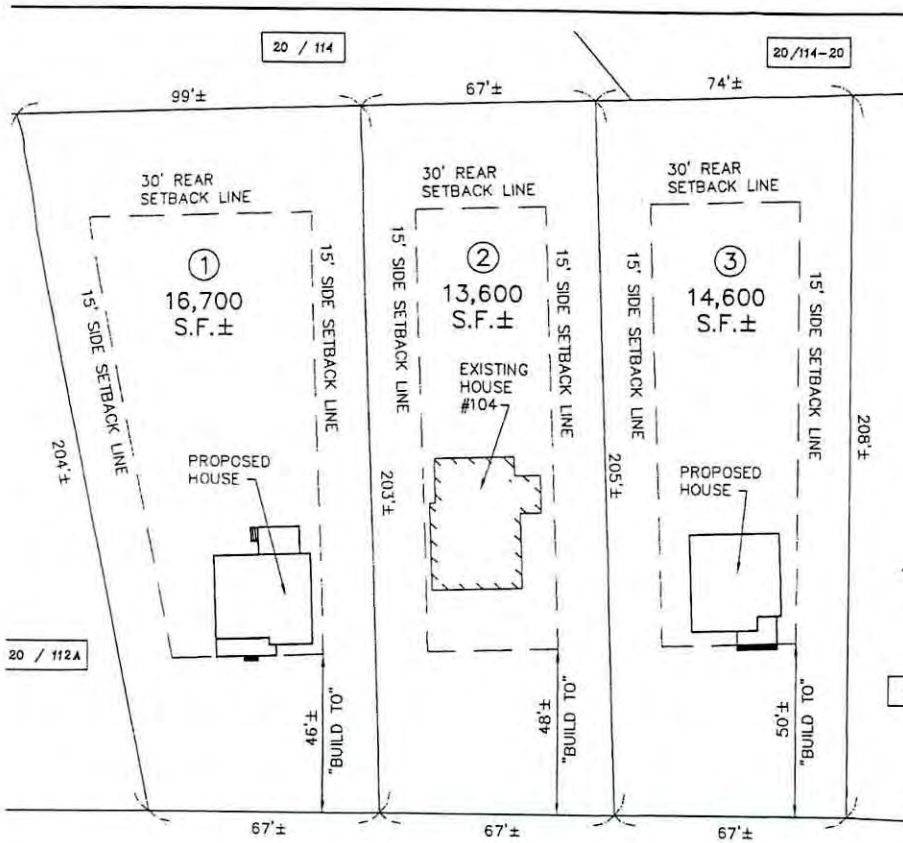 20 / 114
20/114-20
99'±
67'±
74'±
30' REAR
SETBACK LINE
30' REAR
SETBACK LINE
30' REAR
SETBACK LINE
①
16,700
S.F.±
②
13,600
S.F.±
③
14,600
S.F.±
15' SIDE SETBACK LINE
15' SIDE SETBACK LINE
15' SIDE SETBACK LINE
15' SIDE SETBACK LINE
15' SIDE SETBACK LINE
15' SIDE SETBACK LINE
EXISTING
HOUSE
#104
204'±
PROPOSED
HOUSE
203'±
205'±
PROPOSED
HOUSE
208'±
20 / 112A
46'±
"BUILD TO"
48'±
"BUILD TO"
50'±
"BUILD TO"
67'±
67'±
67'±